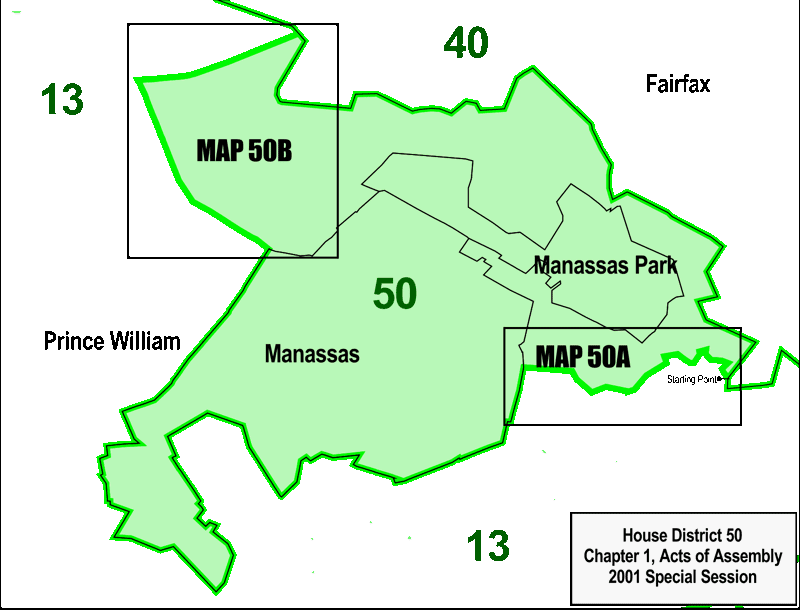 40
13
Fairfax
MAP 50B
Manassas Park
50
Prince William
Manassas
MAP 50A
Starting Point
13
House District 50
Chapter 1, Acts of Assembly
2001 Special Session